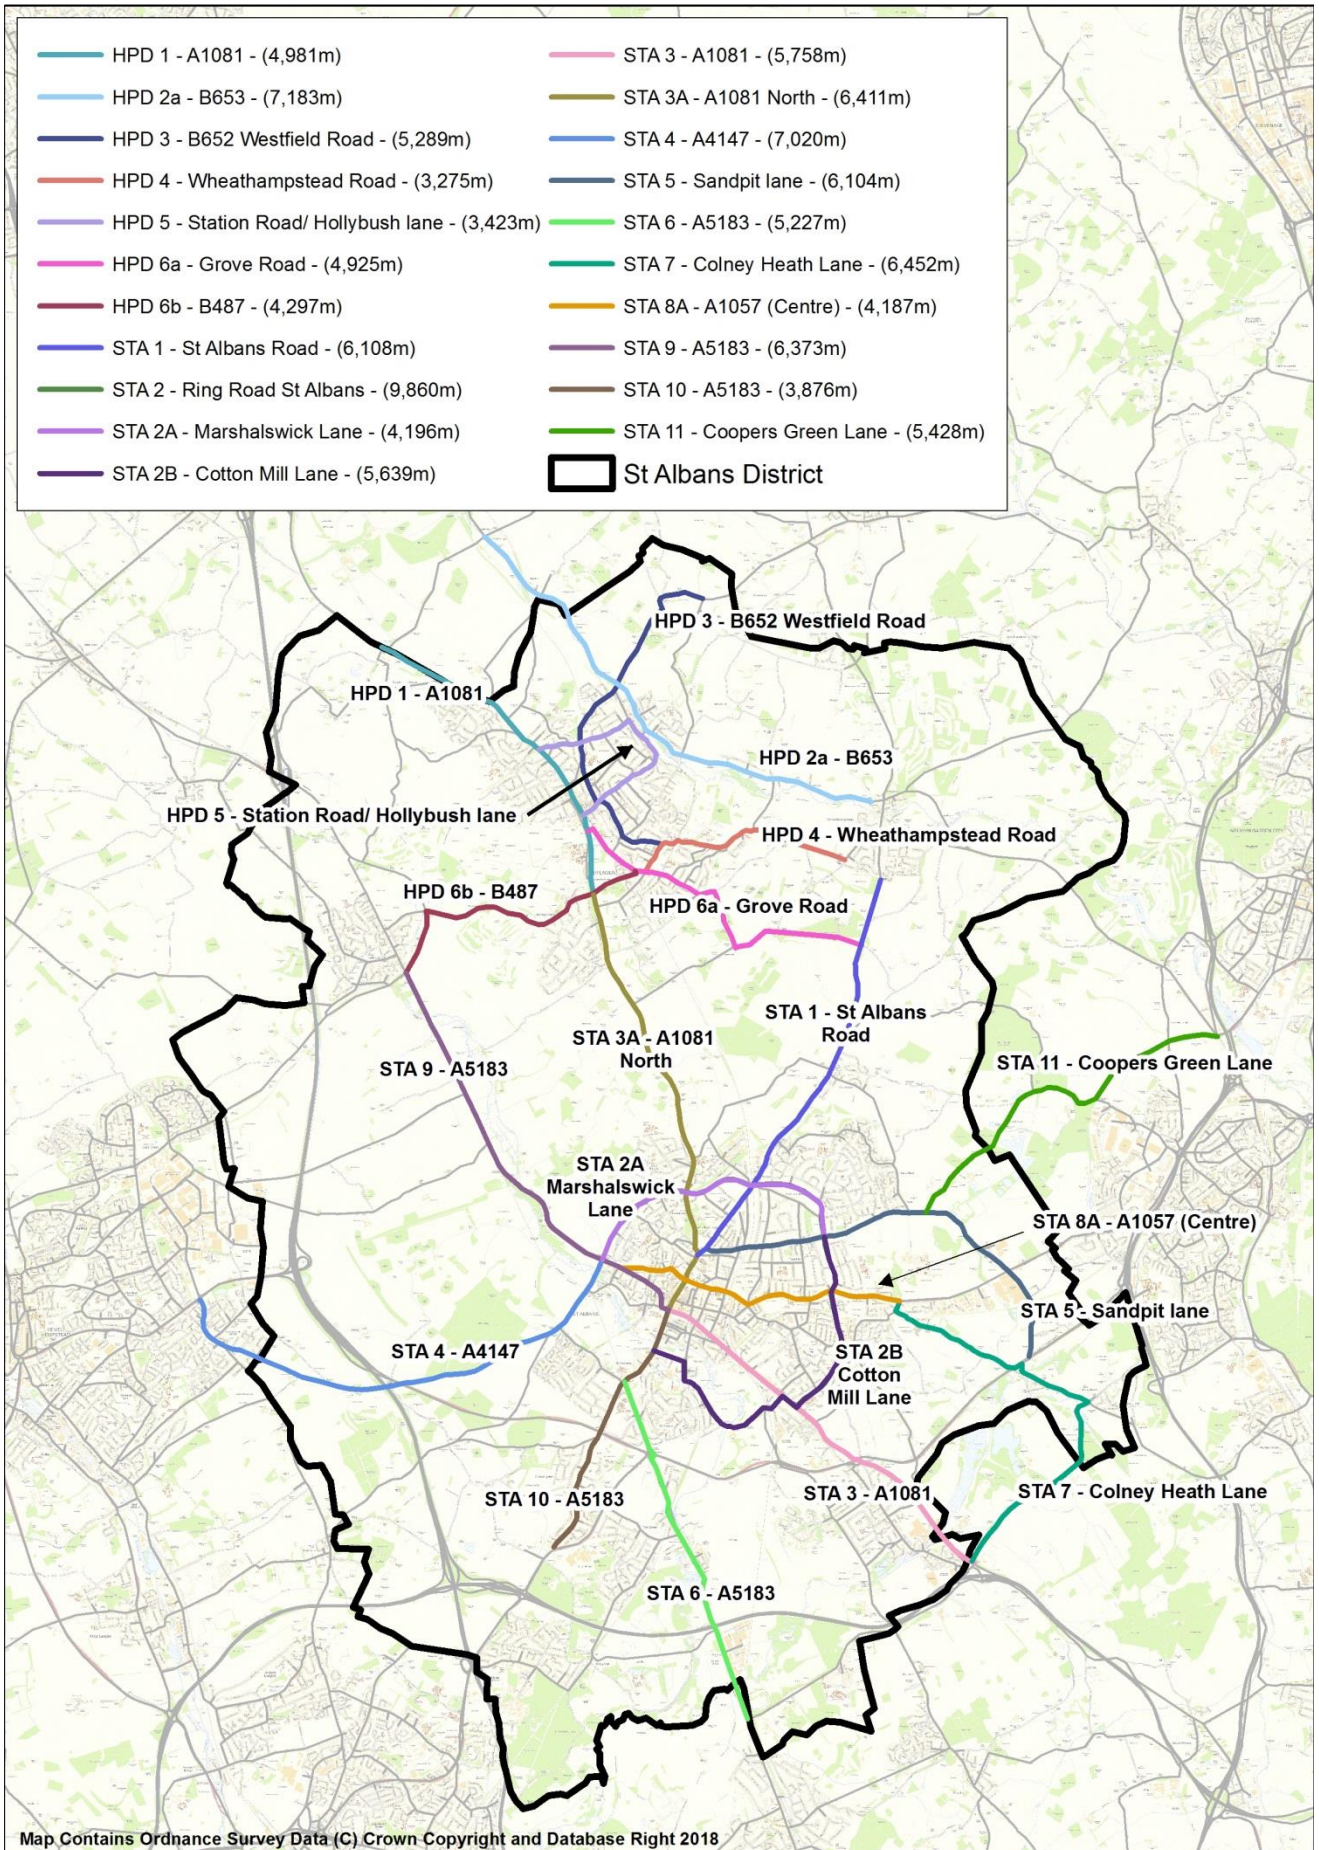 HPD 1 - A1081 - (4,981m)
HPD 2a - B653 - (7,183m)
HPD 3 - B652 Westfield Road - (5,289m)
HPD 4 - Wheathampstead Road - (3,275m)
HPD 5 - Station Road/ Hollybush lane - (3,423m)
HPD 6a - Grove Road - (4,925m)
HPD 6b - B487 - (4,297m)
STA 1 - St Albans Road - (6,108m)
STA 2 - Ring Road St Albans - (9,860m)
STA 2A - Marshalswick Lane - (4,196m)
STA 2B - Cotton Mill Lane - (5,639m)
STA 3 - A1081 - (5,758m)
STA 3A - A1081 North - (6,411m)
STA 4 - A4147 - (7,020m)
STA 5 - Sandpit lane - (6,104m)
STA 6 - A5183 - (5,227m)
STA 7 - Colney Heath Lane - (6,452m)
STA 8A - A1057 (Centre) - (4,187m)
STA 9 - A5183 - (6,373m)
STA 10 - A5183 - (3,876m)
STA 11 - Coopers Green Lane - (5,428m)
St Albans District
HPD 3 - B652 Westfield Road
HPD 1 - A1081
HPD 2a - B653
HPD 5 - Station Road/ Hollybush lane
HPD 4 - Wheathampstead Road
HPD 6b - B487
HPD 6a - Grove Road
STA 1 - St Albans
Road
STA 3A - A1081
North
STA 9 - A5183
STA 11 - Coopers Green Lane
STA 2A
Marshalswick
Lane
STA 8A - A1057 (Centre)
STA 5 - Sandpit lane
STA 4 - A4147
STA 2B
Cotton
Mill Lane
STA 10 - A5183
STA 3 - A1081
STA 7 - Colney Heath Lane
STA 6 - A5183
Map Contains Ordnance Survey Data (C) Crown Copyright and Database Right 2018